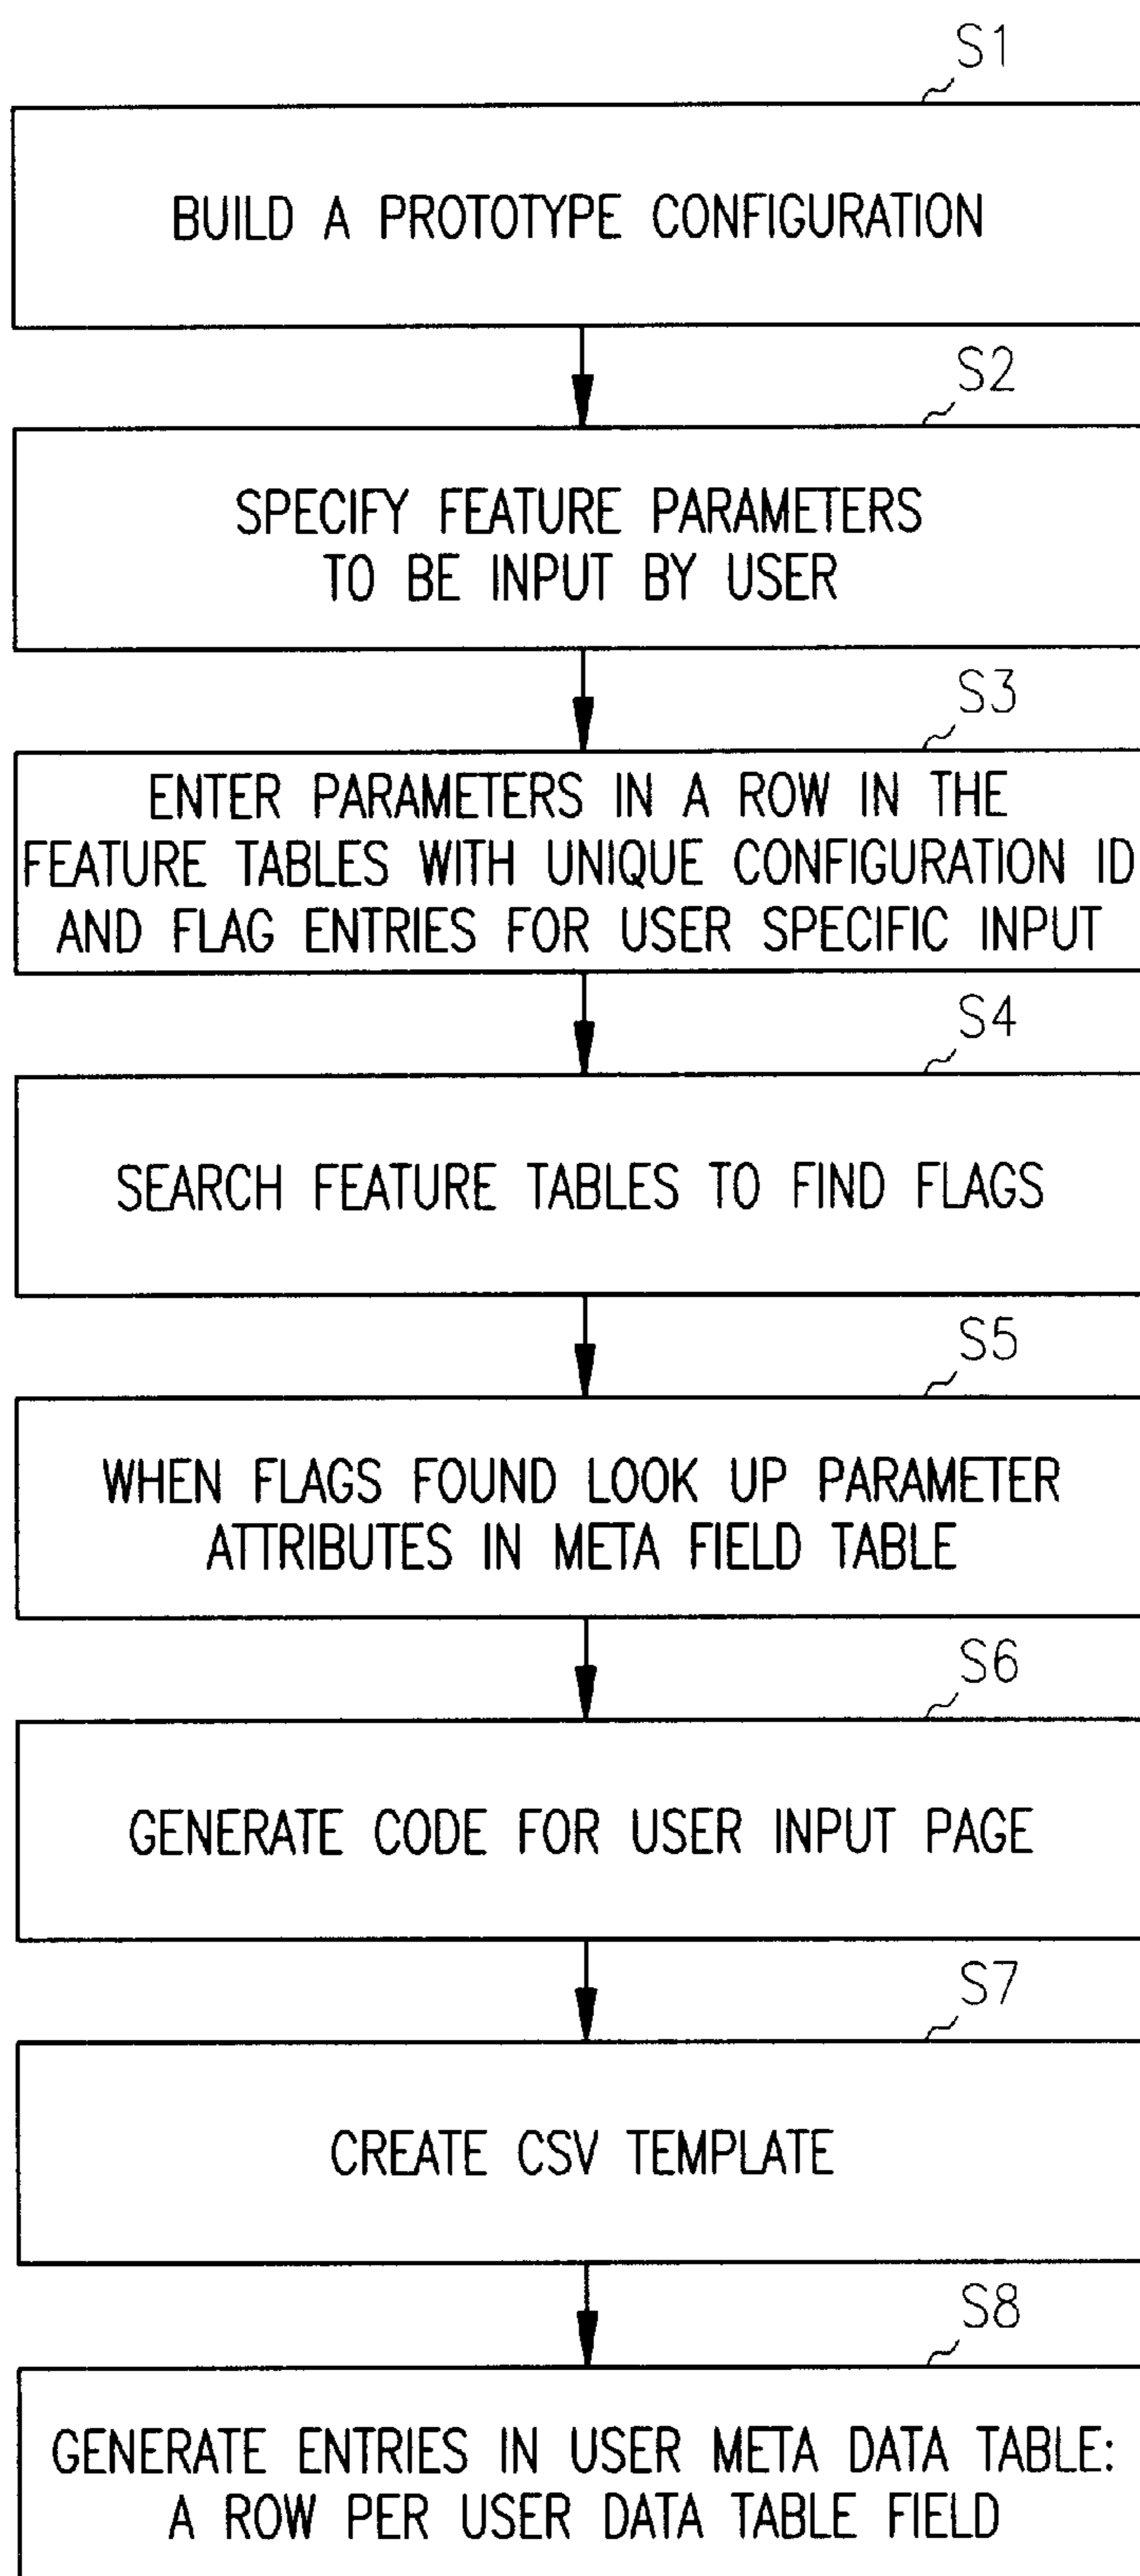 S1
BUILD A PROTOTYPE CONFIGURATION
S2
SPECIFY FEATURE PARAMETERS
TO BE INPUT BY USER
S3
ENTER PARAMETERS IN A ROW IN THE
FEATURE TABLES WITH UNIQUE CONFIGURATION ID
AND FLAG ENTRIES FOR USER SPECIFIC INPUT
S4
SEARCH FEATURE TABLES TO FIND FLAGS
S5
WHEN FLAGS FOUND LOOK UP PARAMETER
ATTRIBUTES IN META FIELD TABLE
S6
GENERATE CODE FOR USER INPUT PAGE
S7
CREATE CSV TEMPLATE
S8
GENERATE ENTRIES IN USER META DATA TABLE:
A ROW PER USER DATA TABLE FIELD